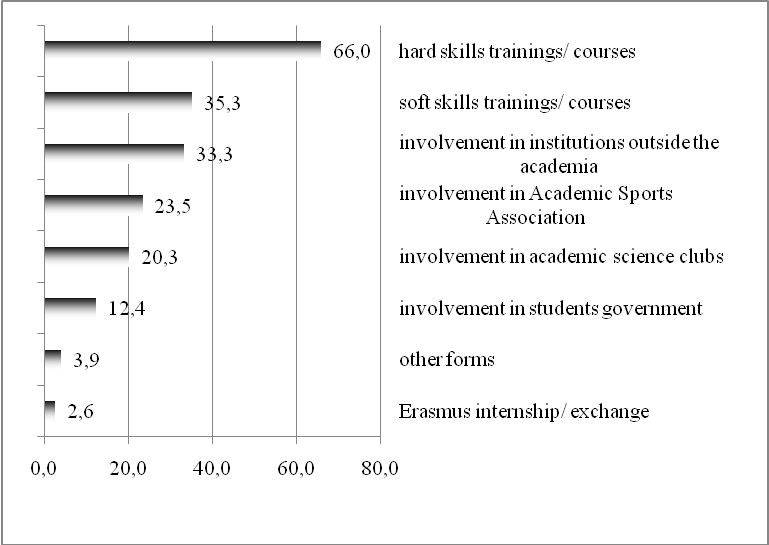 66,0 hard skills trainings/ courses
35,3 soft skills trainings/ courses
33,3 involvement in institutions outside the
academia
23,5 involvement in Academic Sports
Association
20,3 involvement in academic science clubs
12,4 involvement in students government
3,9 other forms
2,6 Erasmus internship/ exchange
0,0 20,0 40,0 60,0 80,0